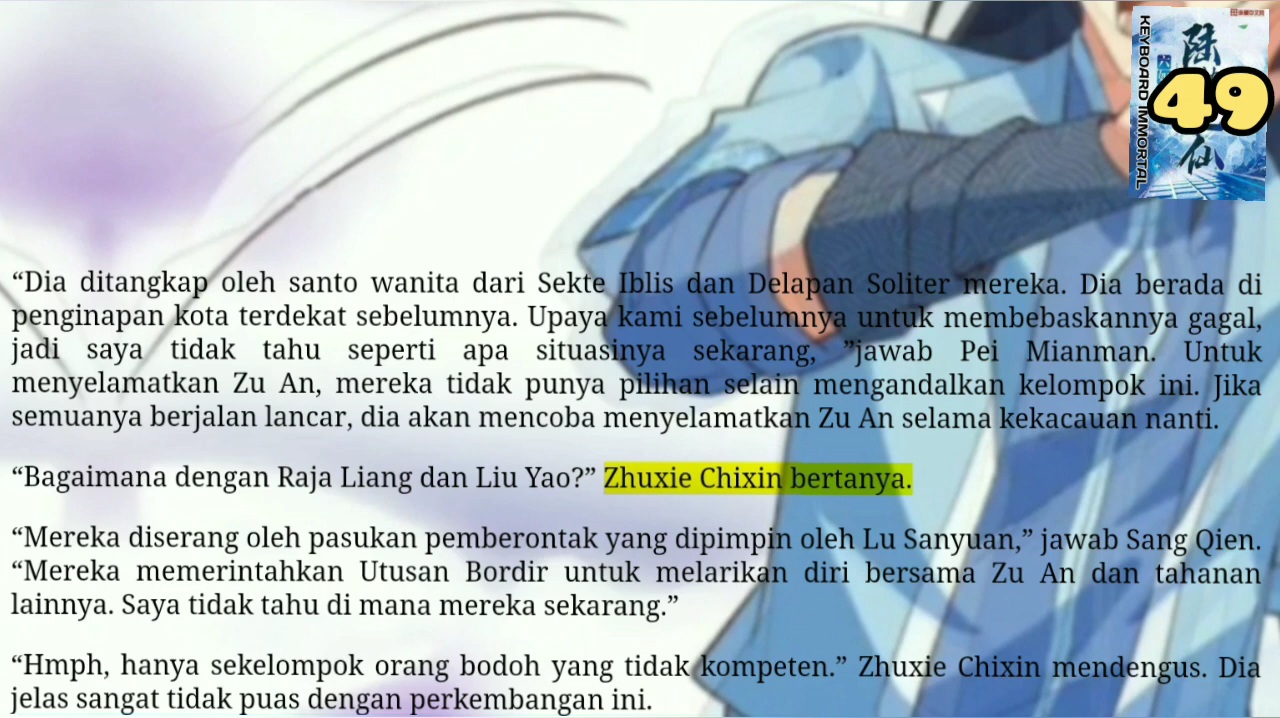 “Dia ditangkap oleh santo wanita dari Sekte Iblis dan Delapan Soliter mereka. Dia berada di
penginapan kota terdekat sebelumnya. Upaya kami sebelumnya untuk membebaskannya gagal,
jadi saya tidak tahu seperti apa situasinya sekarang, ”jawab Pei Mianman. Untuk
menyelamatkan Zu An, mereka tidak punya pilihan selain mengandalkan kelompok ini. Jika
semuanya berjalan lancar, dia akan mencoba menyelamatkan Zu An selama kekacauan nanti.
“Bagaimana dengan Raja Liang dan Liu Yao?” Zhuxie Chixin bertanya.
“Mereka diserang oleh pasukan pemberontak yang dipimpin oleh Lu Sanyuan,” jawab Sang Qien.
“Mereka memerintahkan Utusan Bordir untuk melarikan diri bersama Zu An dan tahanan
lainnya. Saya tidak tahu di mana mereka sekarang.”
“Hmph, hanya sekelompok orang bodoh yang tidak kompeten.” Zhuxie Chixin mendengus. Dia
jelas sangat tidak puas dengan perkembangan ini.
KEYBOARD IMMORTAL
陆
仙
49